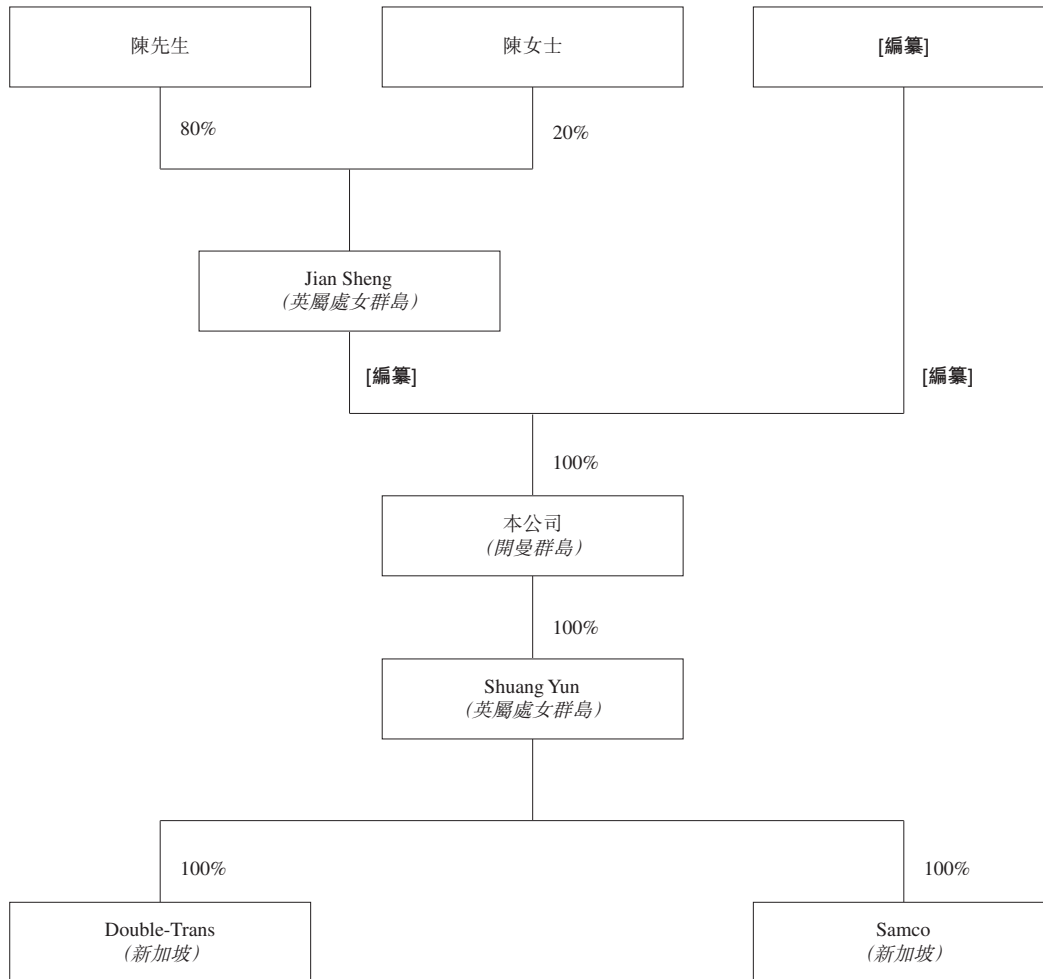 陳先生
陳女士
[編纂]
80%
20%
Jian Sheng
(英屬處女群島)
[編纂]
[編纂]
100%
本公司
(開曼群島)
100%
Shuang Yun
(英屬處女群島)
100%
100%
Double-Trans
(新加坡)
Samco
(新加坡)